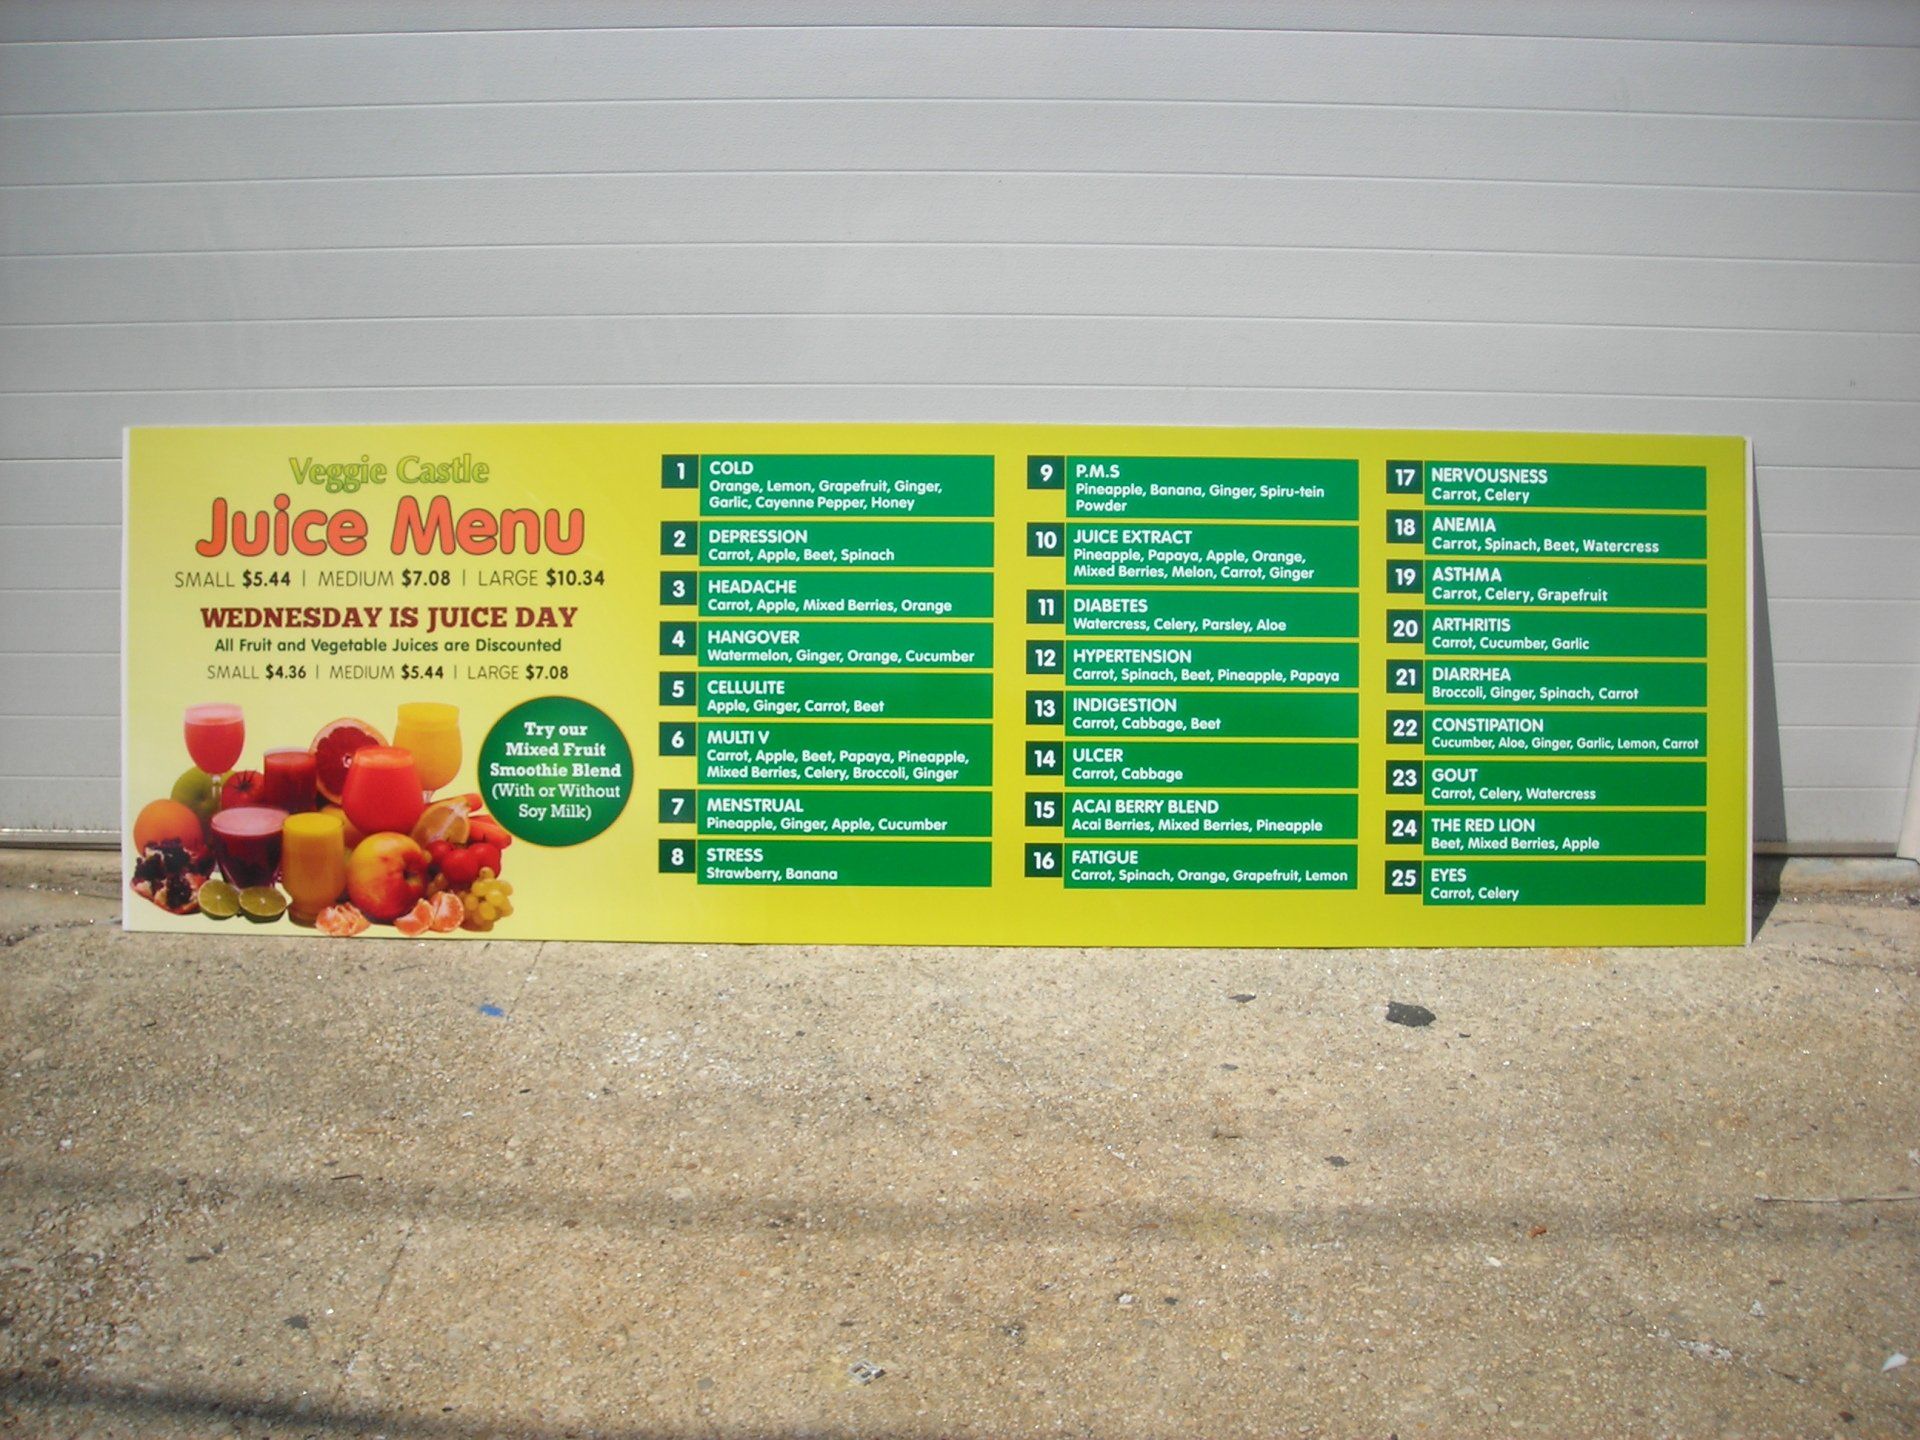 Veggie Castle
Juice Menu
SMALL $5.44 | MEDIUM $7.08 | LARGE $10.34
WEDNESDAY IS JUICE DAY
All Fruit and Vegetable Juices are Discounted
SMALL $4.36 | MEDIUM $5.44 | LARGE $7.08
Try our
Mixed Fruit
Smoothie Blend
(With or Without
Soy Milk)
1 COLD
Orange, Lemon, Grapefruit, Ginger,
Garlic, Cayenne Pepper, Honey
2 DEPRESSION
Carrot, Apple, Beet, Spinach
3 HEADACHE
Carrot, Apple, Mixed Berries, Orange
4 HANGOVER
Watermelon, Ginger, Orange, Cucumber
5 CELLULITE
Apple, Ginger, Carrot, Beet
6 MULTI V
Carrot, Apple, Beet, Papaya, Pineapple,
Mixed Berries, Celery, Broccoli, Ginger
7 MENSTRUAL
Pineapple, Ginger, Apple, Cucumber
8 STRESS
Strawberry, Banana
9 P.M.S
Pineapple, Banana, Ginger, Spiru-tein
Powder
10 JUICE EXTRACT
Pineapple, Papaya, Apple, Orange,
Mixed Berries, Melon, Carrot, Ginger
11 DIABETES
Watercress, Celery, Parsley, Aloe
12 HYPERTENSION
Carrot, Spinach, Beet, Pineapple, Papaya
13 INDIGESTION
Carrot, Cabbage, Beet
14 ULCER
Carrot, Cabbage
15 ACAI BERRY BLEND
Acai Berries, Mixed Berries, Pineapple
16 FATIGUE
Carrot, Spinach, Orange, Grapefruit, Lemon
17 NERVOUSNESS
Carrot, Celery
18 ANEMIA
Carrot, Spinach, Beet, Watercress
19 ASTHMA
Carrot, Celery, Grapefruit
20 ARTHRITIS
Carrot, Cucumber, Garlic
21 DIARRHEA
Broccoli, Ginger, Spinach, Carrot
22 CONSTIPATION
Cucumber, Aloe, Ginger, Garlic, Lemon, Carrot
23 GOUT
Carrot, Celery, Watercress
24 THE RED LION
Beet, Mixed Berries, Apple
25 EYES
Carrot, Celery